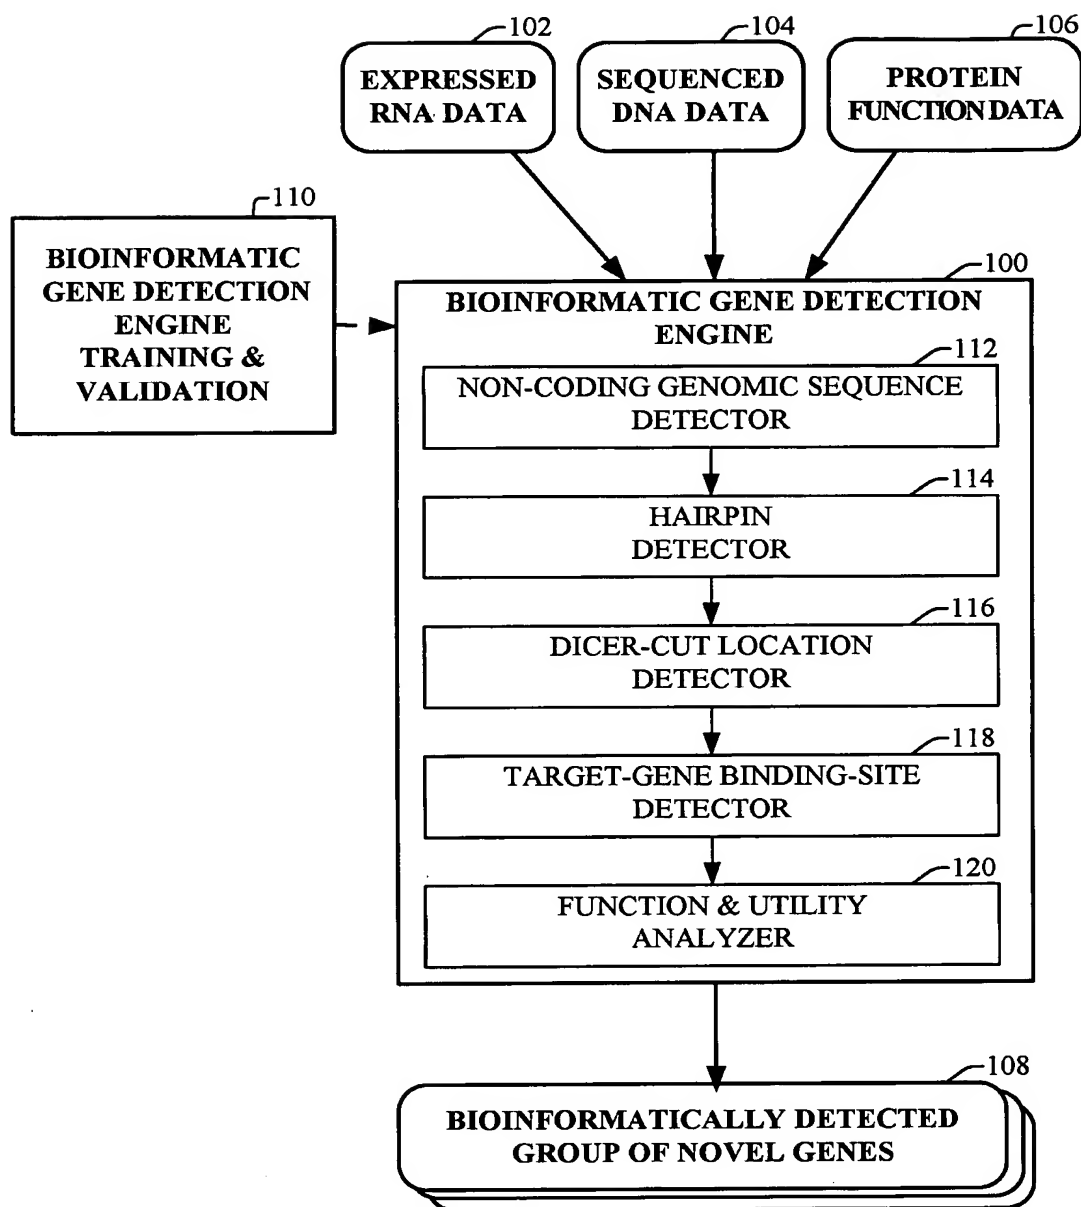 102
104
106
EXPRESSED
RNA DATA
SEQUENCED
DNA DATA
PROTEIN
FUNCTION DATA
110
BIOINFORMATIC
GENE DETECTION
ENGINE
TRAINING &
VALIDATION
100
BIOINFORMATIC GENE DETECTION
ENGINE
112
NON-CODING GENOMIC SEQUENCE
DETECTOR
114
HAIRPIN
DETECTOR
116
DICER-CUT LOCATION
DETECTOR
118
TARGET-GENE BINDING-SITE
DETECTOR
120
FUNCTION & UTILITY
ANALYZER
108
BIOINFORMATICALLY DETECTED
GROUP OF NOVEL GENES